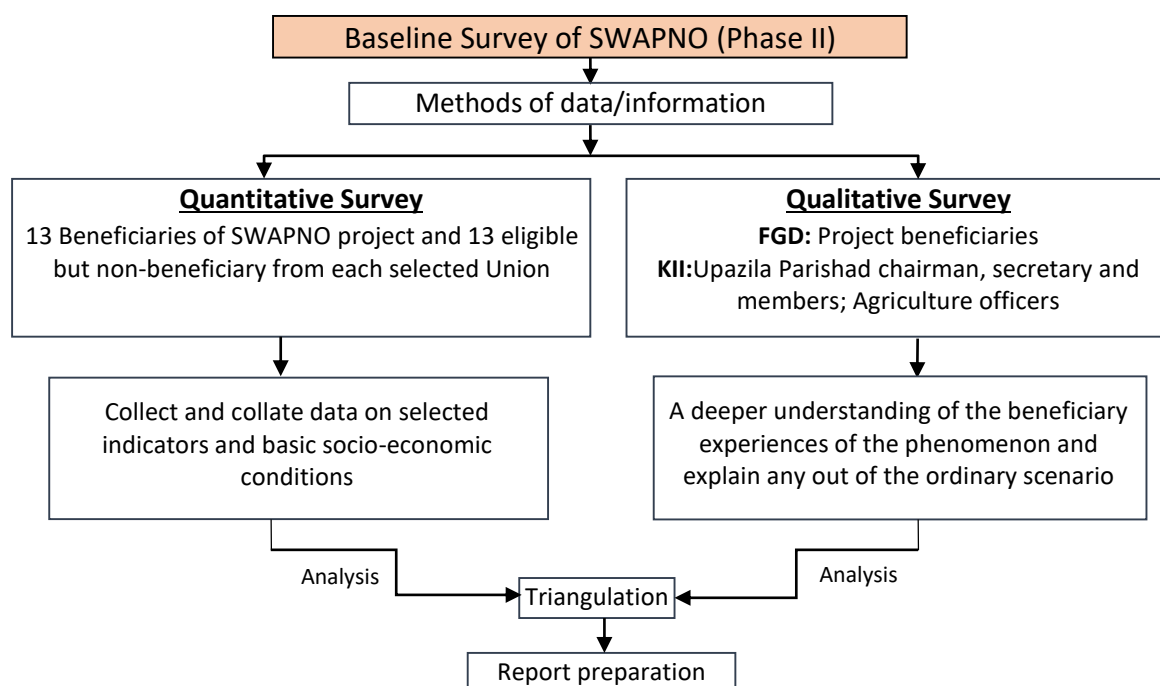 Baseline Survey of SWAPNO (Phase II)
Methods of data/information
Quantitative Survey
13 Beneficiaries of SWAPNO project and 13 eligible
but non-beneficiary from each selected Union
Qualitative Survey
FGD: Project beneficiaries
KII:Upazila Parishad chairman, secretary and
members; Agriculture officers
Collect and collate data on selected
indicators and basic socio-economic
conditions
A deeper understanding of the beneficiary
experiences of the phenomenon and
explain any out of the ordinary scenario
Analysis
Analysis
Triangulation
Report preparation